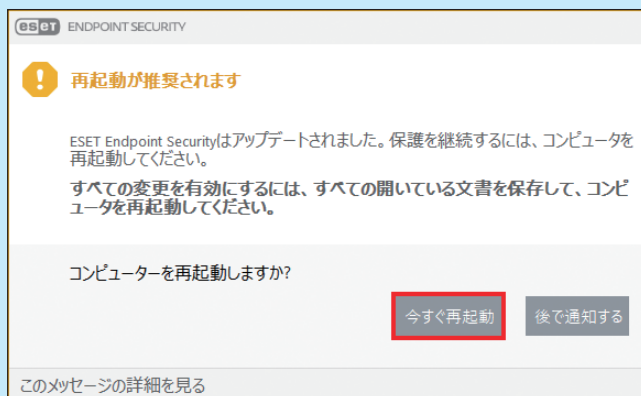 eset ENDPOINT SECURITY
再起動が推奨されます
ESET Endpoint Securityはアップデートされました。保護を継続するには、コンピュータを
再起動してください。
すべての変更を有効にするには、すべての開いている文書を保存して、コンピ
ュータを再起動してください。
コンピューターを再起動しますか?
今すぐ再起動 後で通知する
このメッセージの詳細を見る